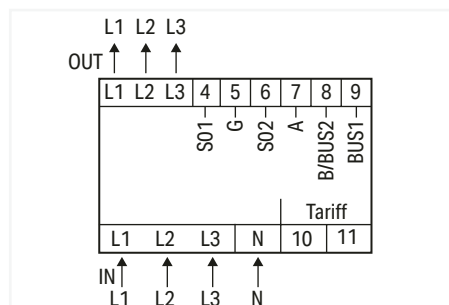 L1 L2 L3
OUT
L1 L2 L3 4 5 6 7 8 9
S01 G S02 A B/BUS2 BUS1
Tariff
L1 L2 L3 N 10 11
IN
L1 L2 L3 N